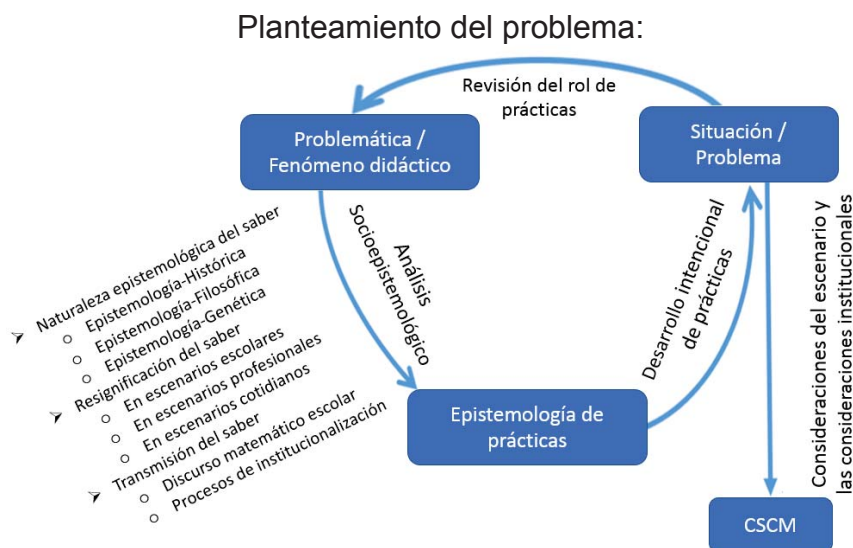 Planteamiento del problema:
Revisión del rol de
prácticas
Problemática /
Fenómeno didáctico
Situación /
Problema
Análisis
Socioepistemológico
Desarrollo intencional
de prácticas
Consideraciones del escenario y
las consideraciones institucionales
Naturaleza epistemológica del saber
Epistemología-Histórica
Epistemología-Filosófica
Epistemología-Genética
Resignificación del saber
En escenarios escolares
En escenarios profesionales
En escenarios cotidianos
Transmisión del saber
Discurso matemático escolar
Procesos de institucionalización
Epistemología de
prácticas
CSCM